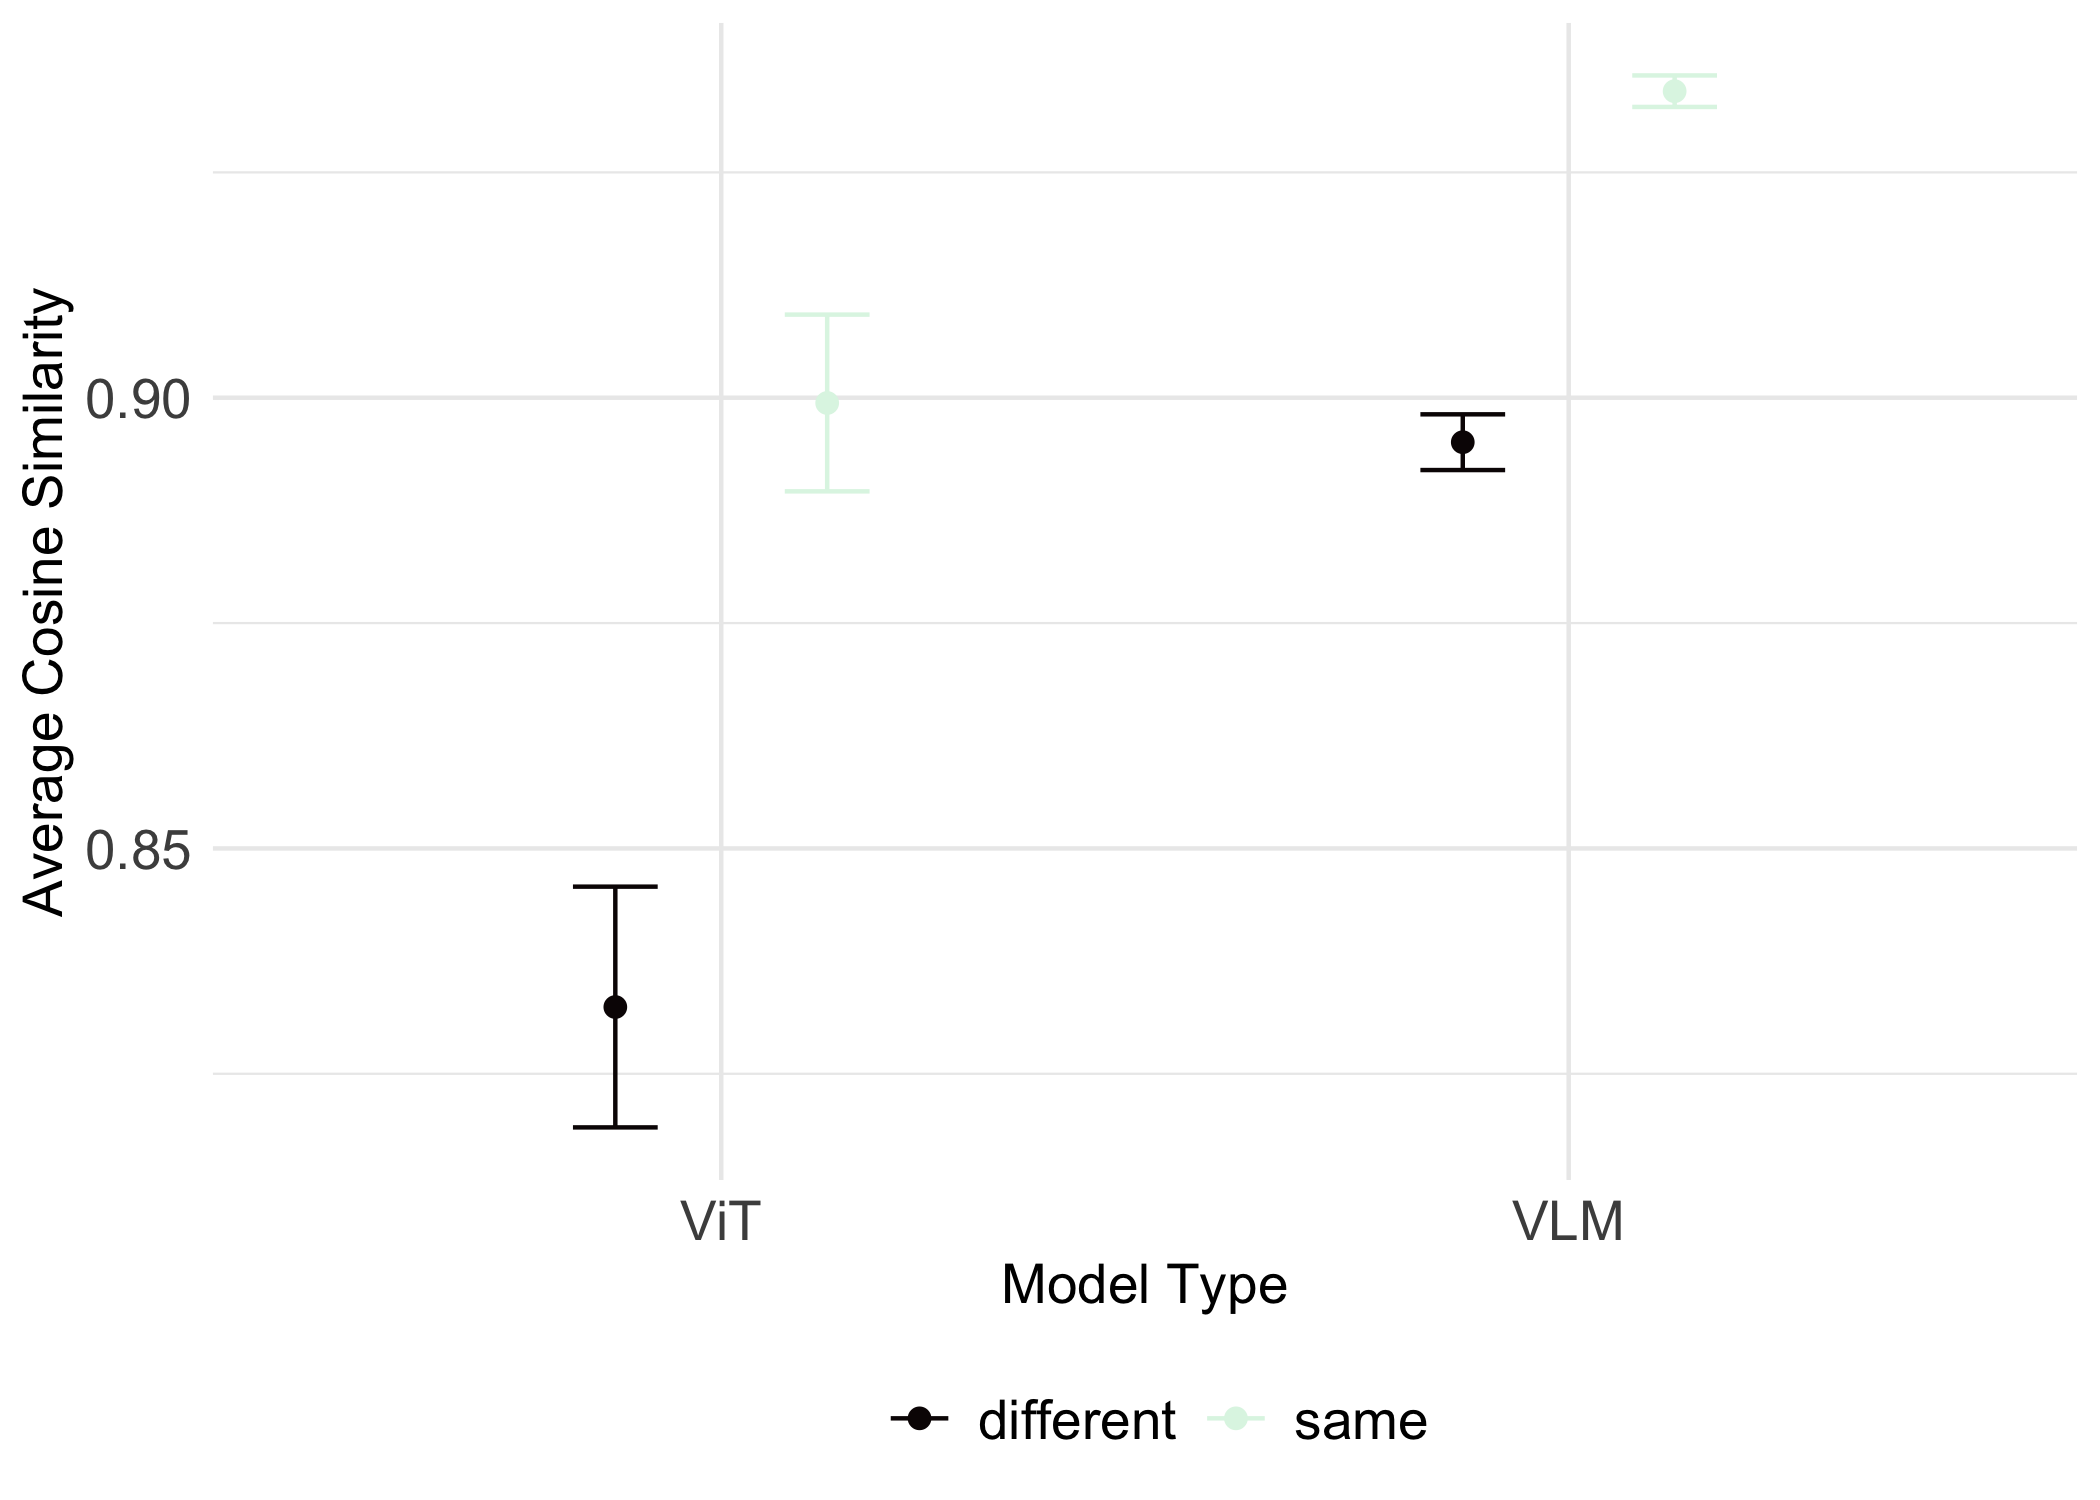 Average Cosine Similarity
0.90
0.85
ViT VLM
Model Type
different same